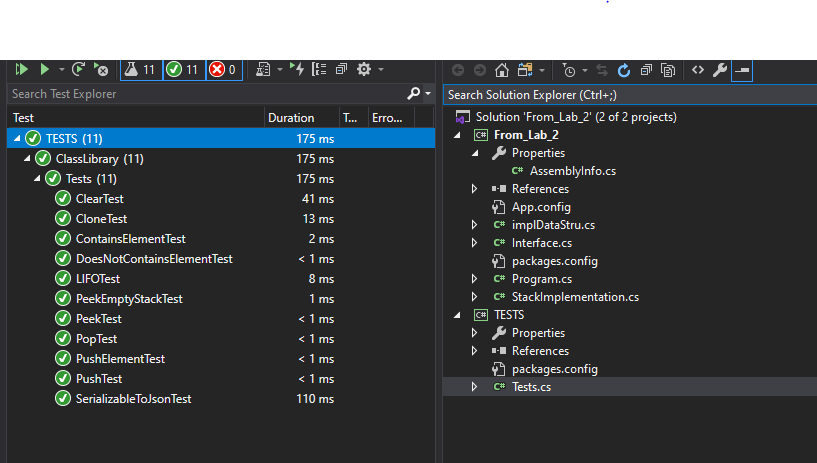 11 11 0
Search Test Explorer
Test Duration T... Erro...
TESTS (11) 175 ms
ClassLibrary (11) 175 ms
Tests (11) 175 ms
ClearTest 41 ms
CloneTest 13 ms
ContainsElementTest 2 ms
DoesNotContainsElementTest < 1 ms
LIFOTest 8 ms
PeekEmptyStackTest 1 ms
PeekTest < 1 ms
PopTest < 1 ms
PushElementTest < 1 ms
PushTest < 1 ms
SerializableToJsonTest 110 ms
Search Solution Explorer (Ctrl+;)
Solution 'From_Lab_2' (2 of 2 projects)
C# From_Lab_2
Properties
C# AssemblyInfo.cs
References
App.config
C# implDataStru.cs
C# Interface.cs
packages.config
C# Program.cs
C# StackImplementation.cs
C# TESTS
Properties
References
packages.config
C# Tests.cs